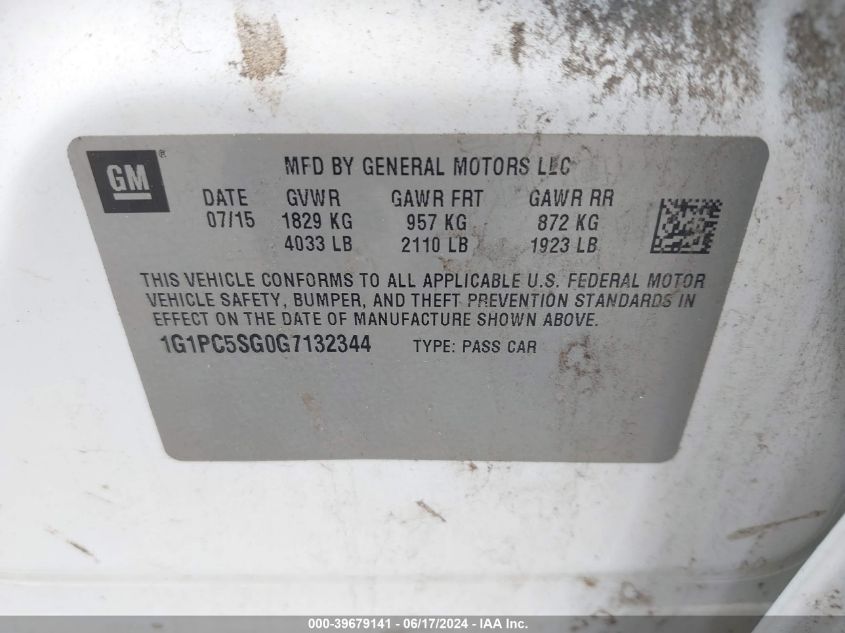 GM®
MFD BY GENERAL MOTORS LLC
DATE GVWR GAWR FRT GAWR RR
07/15 1829 KG 957 KG 872 KG
4033 LB 2110 LB 1923 LB
THIS VEHICLE CONFORMS TO ALL APPLICABLE U.S. FEDERAL MOTOR
VEHICLE SAFETY, BUMPER, AND THEFT PREVENTION STANDARDS IN
EFFECT ON THE DATE OF MANUFACTURE SHOWN ABOVE.
1G1PC5SG0G7132344 TYPE: PASS CAR
000-39679141 - 06/17/2024 - IAA Inc.